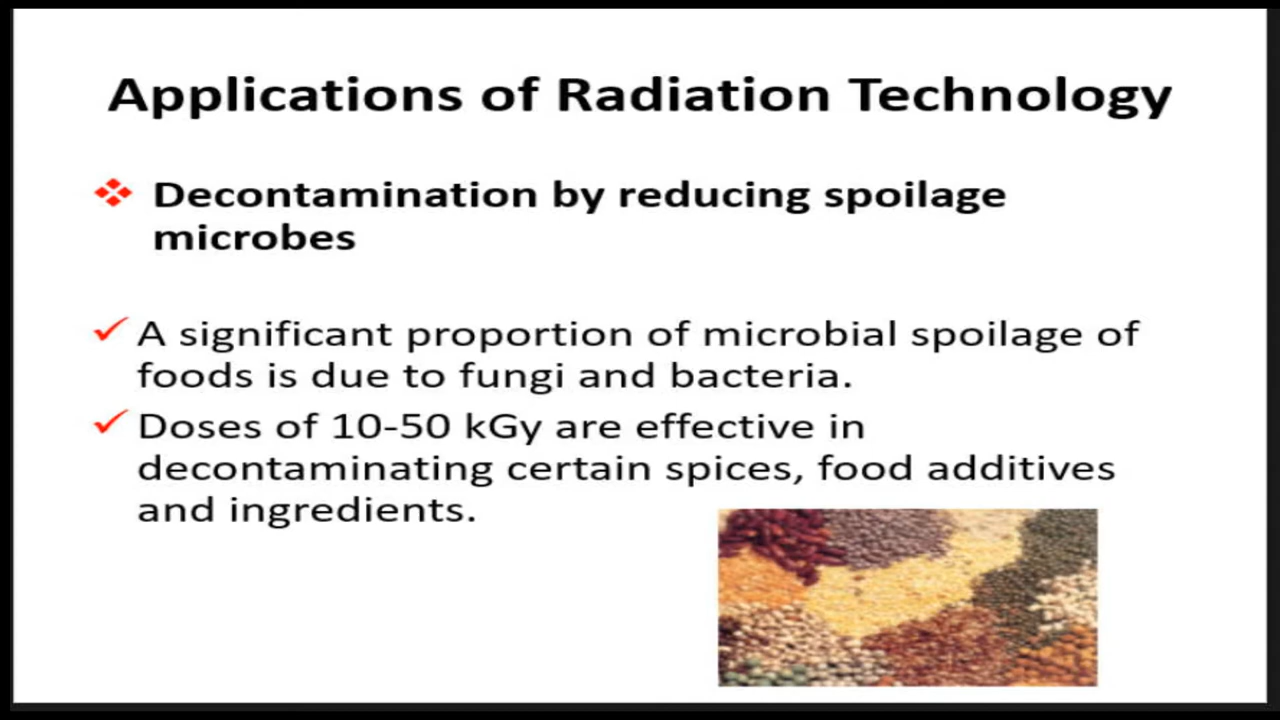 Applications of Radiation Technology
Decontamination by reducing spoilage
microbes
A significant proportion of microbial spoilage of
foods is due to fungi and bacteria.
Doses of 10-50 kGy are effective in
decontaminating certain spices, food additives
and ingredients.